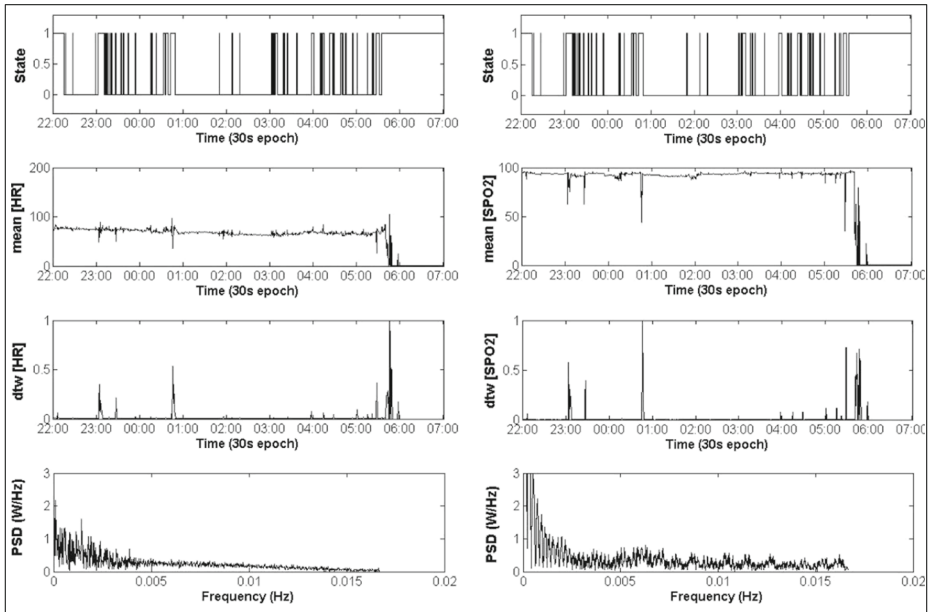 State
1
0.5
0
22:00 23:00 00:00 01:00 02:00 03:00 04:00 05:00 06:00 07:00
Time (30s epoch)
State
1
0.5
0
22:00 23:00 00:00 01:00 02:00 03:00 04:00 05:00 06:00 07:00
Time (30s epoch)
mean [HR]
200
100
0
22:00 23:00 00:00 01:00 02:00 03:00 04:00 05:00 06:00 07:00
Time (30s epoch)
mean [SPO2]
100
50
0
22:00 23:00 00:00 01:00 02:00 03:00 04:00 05:00 06:00 07:00
Time (30s epoch)
dtw [HR]
1
0.5
0
22:00 23:00 00:00 01:00 02:00 03:00 04:00 05:00 06:00 07:00
Time (30s epoch)
dtw [SPO2]
1
0.5
0
22:00 23:00 00:00 01:00 02:00 03:00 04:00 05:00 06:00 07:00
Time (30s epoch)
PSD (W/Hz)
3
2
1
0
0 0.005 0.01 0.015 0.02
Frequency (Hz)
PSD (W/Hz)
3
2
1
0
0 0.005 0.01 0.015 0.02
Frequency (Hz)